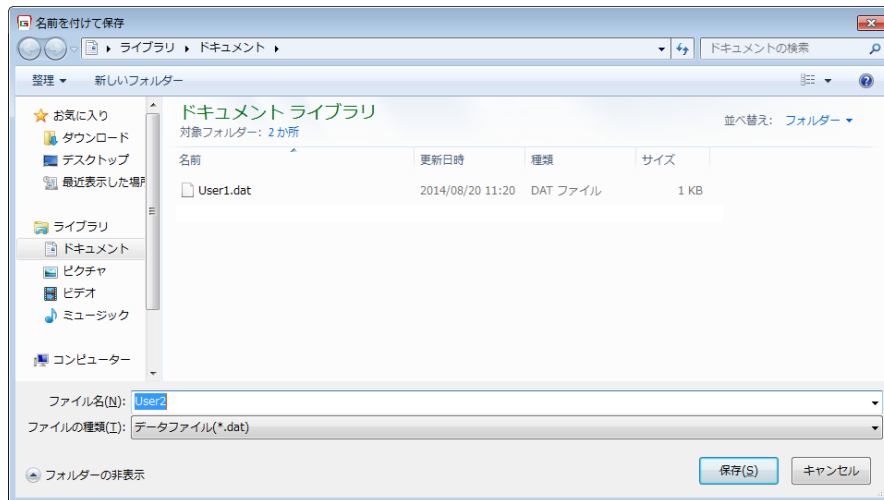 名前を付けて保存
ライブラリ ドキュメント
ドキュメントの検索
整理 新しいフォルダー
お気に入り
ダウンロード
デスクトップ
最近表示した場所
ライブラリ
ドキュメント
ピクチャ
ビデオ
ミュージック
コンピューター
ドキュメント ライブラリ
対象フォルダー: 2 か所
並べ替え: フォルダー
名前 更新日時 種類 サイズ
User1.dat 2014/08/20 11:20 DAT ファイル 1 KB
ファイル名(N): User2
ファイルの種類(T): データファイル(*.dat)
フォルダーの非表示
保存(S) キャンセル